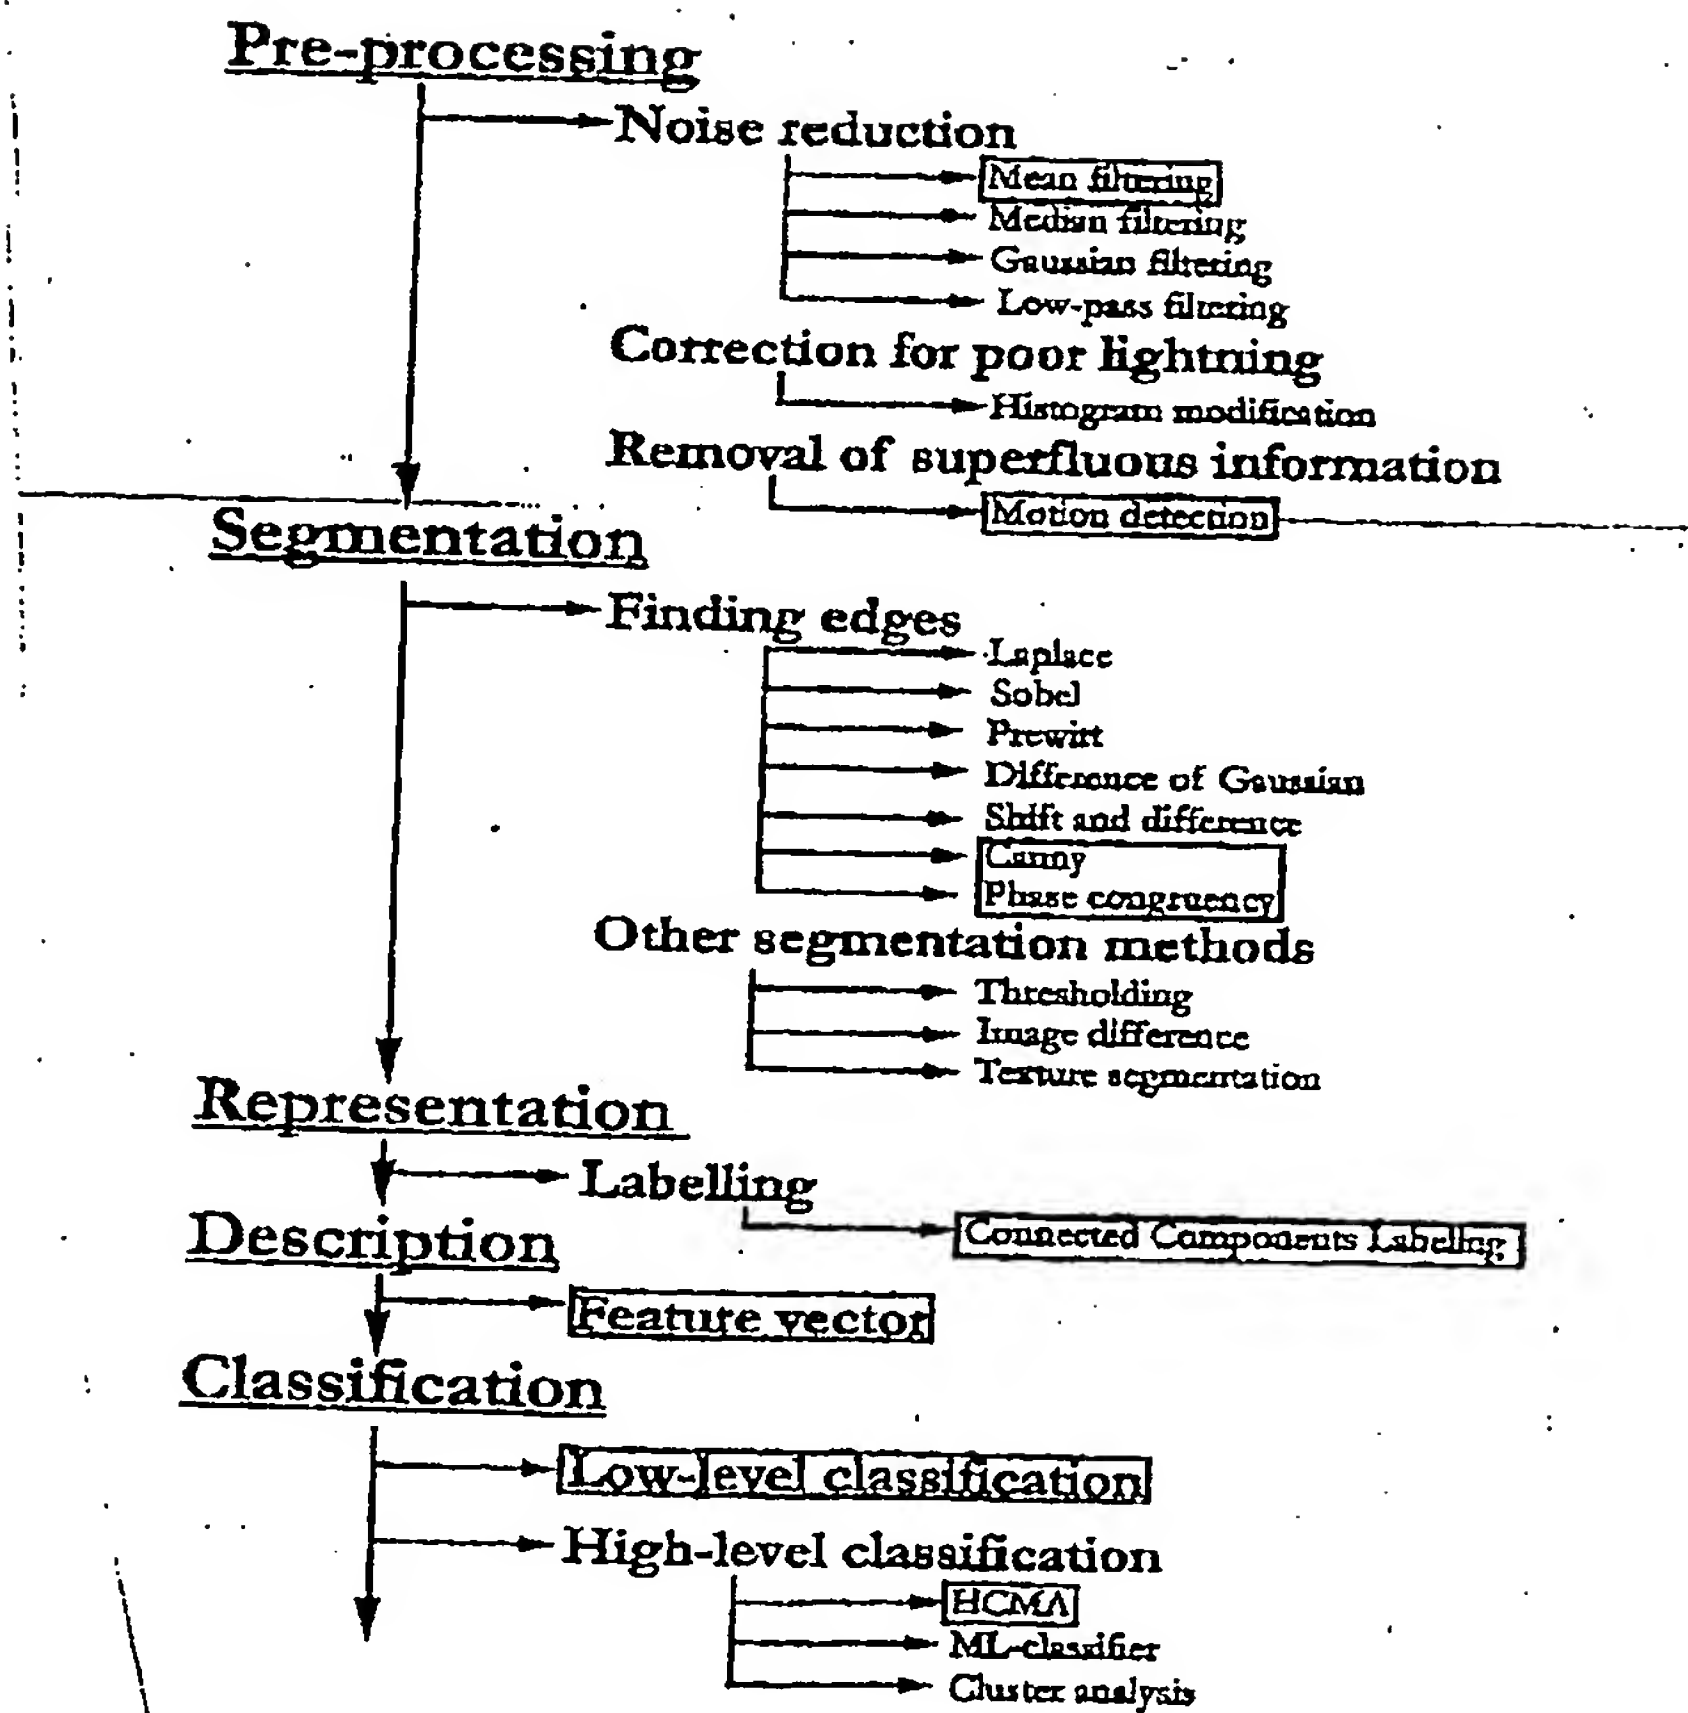 Pre-processing
Noise reduction
Mean filtering
Median filtering
Gaussian filtering
Low-pass filtering
Correction for poor lightning
Histogram modification
Removal of superfluous information
Motion detection
Segmentation
Finding edges
Laplace
Sobel
Prewitt
Difference of Gaussian
Shift and difference
Canny
Phase congruency
Other segmentation methods
Thresholding
Image difference
Texture segmentation
Representation
Labelling
Connected Components Labelling
Description
Feature vector
Classification
Low-level classification
High-level classification
HCMA
ML-classifier
Cluster analysis